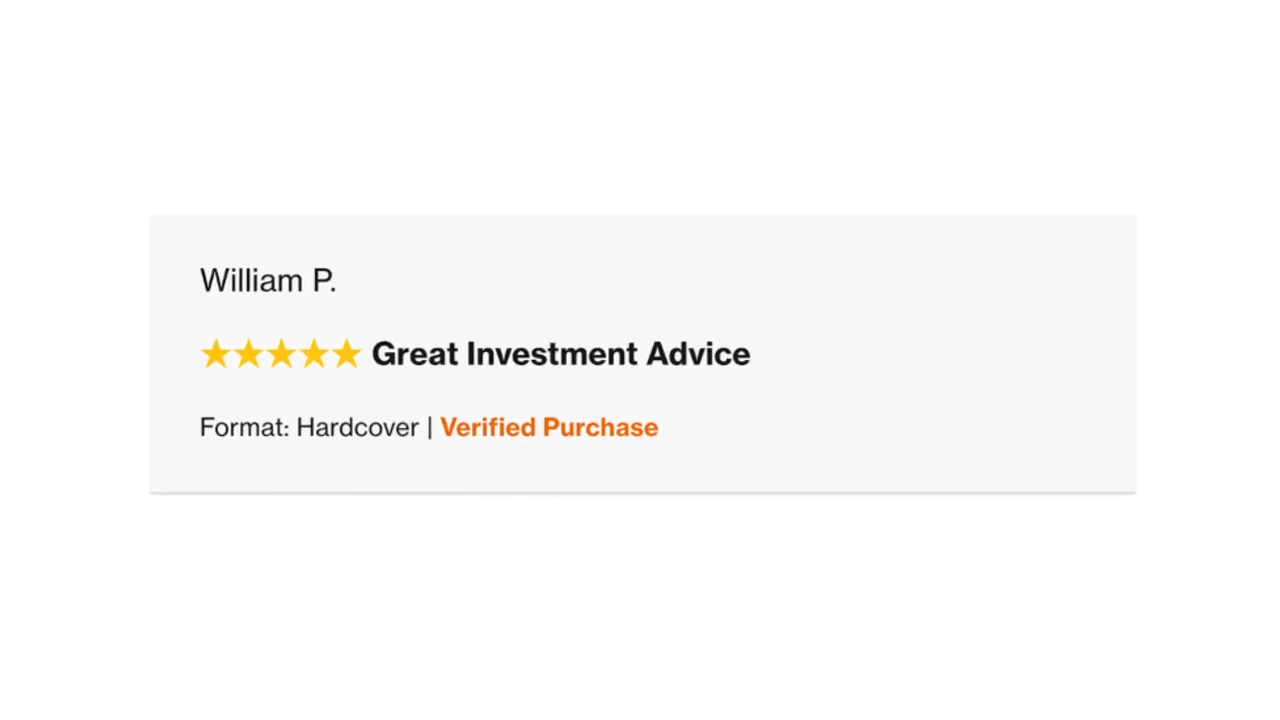 William P.
★★★★★ Great Investment Advice
Format: Hardcover | Verified Purchase